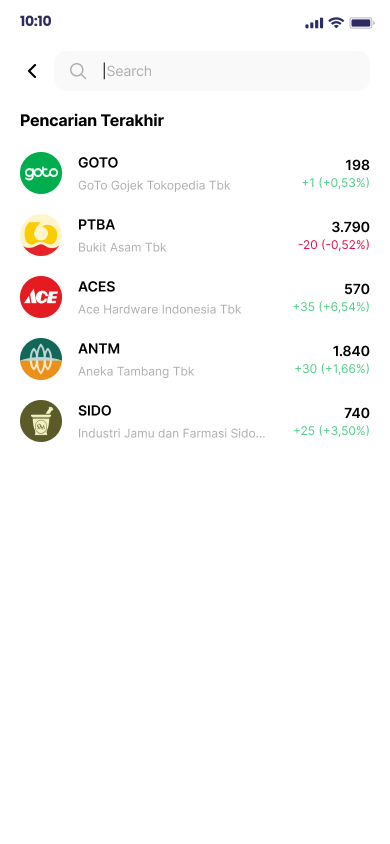 10:10
Search
Pencarian Terakhir
goto
GOTO
198
GoTo Gojek Tokopedia Tbk
+1 (+0,53%)
PTBA
3.790
Bukit Asam Tbk
-20 (-0,52%)
ACE
ACES
570
Ace Hardware Indonesia Tbk
+35 (+6,54%)
ANTM
1.840
Aneka Tambang Tbk
+30 (+1,66%)
SIDO
740
Industri Jamu dan Farmasi Sido...
+25 (+3,50%)